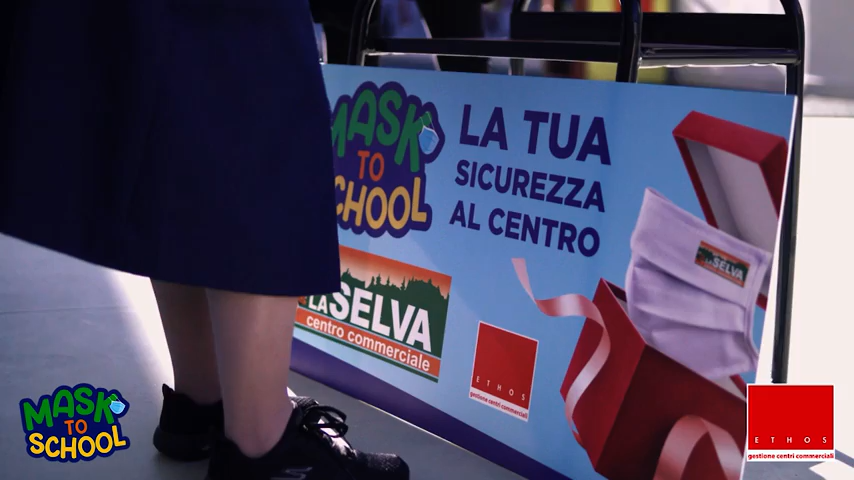 MASK
TO
SCHOOL
LA TUA
SICUREZZA
AL CENTRO
LA SELVA
centro commerciale
LA SELVA
ETHOS
gestione centri commerciali
MASK
TO
SCHOOL
ETHOS
gestione centri commerciali